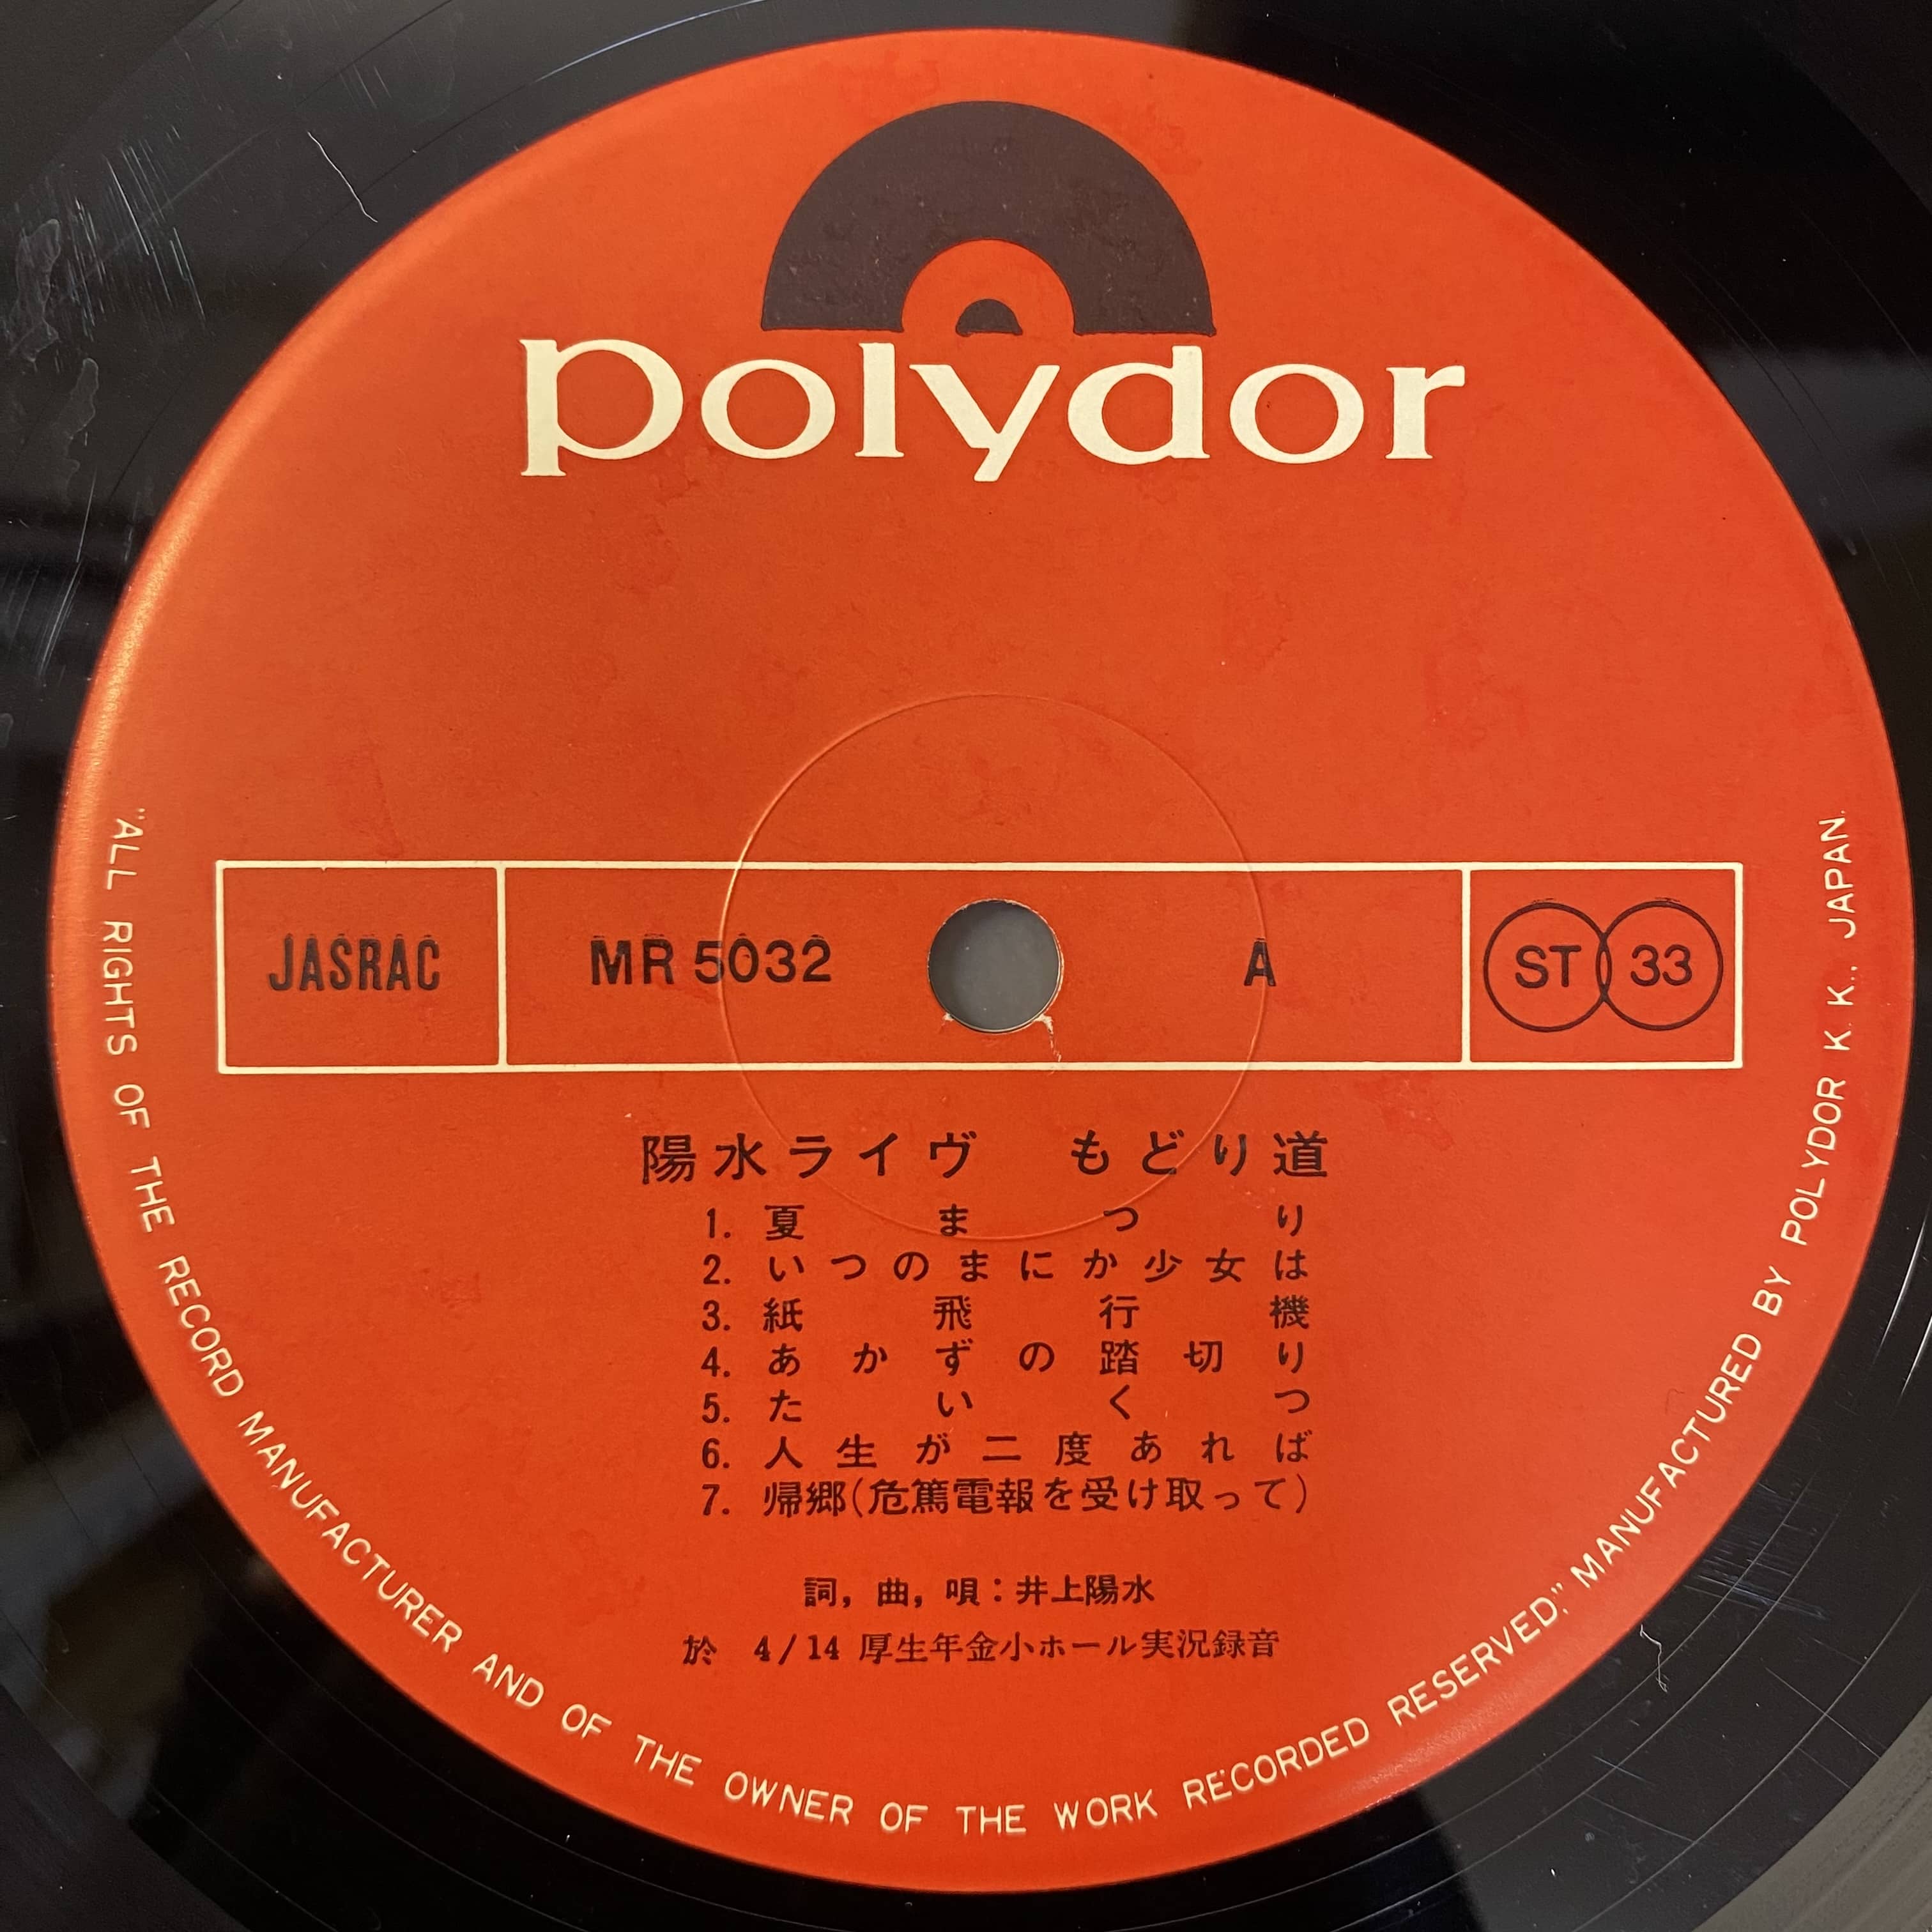 polydor
JASRAC
MR 5032
A
ST 33
陽水ライヴ もどり道
1. 夏まつり
2. いつのまにか少女は
3. 紙飛行機
4. あかずの踏切り
5. たいくつ
6. 人生が二度あれば
7. 帰郷(危篤電報を受け取って)
詞, 曲, 唄：井上陽水
於 4/14 厚生年金小ホール実況録音
"ALL RIGHTS OF THE RECORD MANUFACTURER AND OF THE OWNER OF THE WORK RECORDED RESERVED," MANUFACTURED BY POLYDOR K. K., JAPAN.